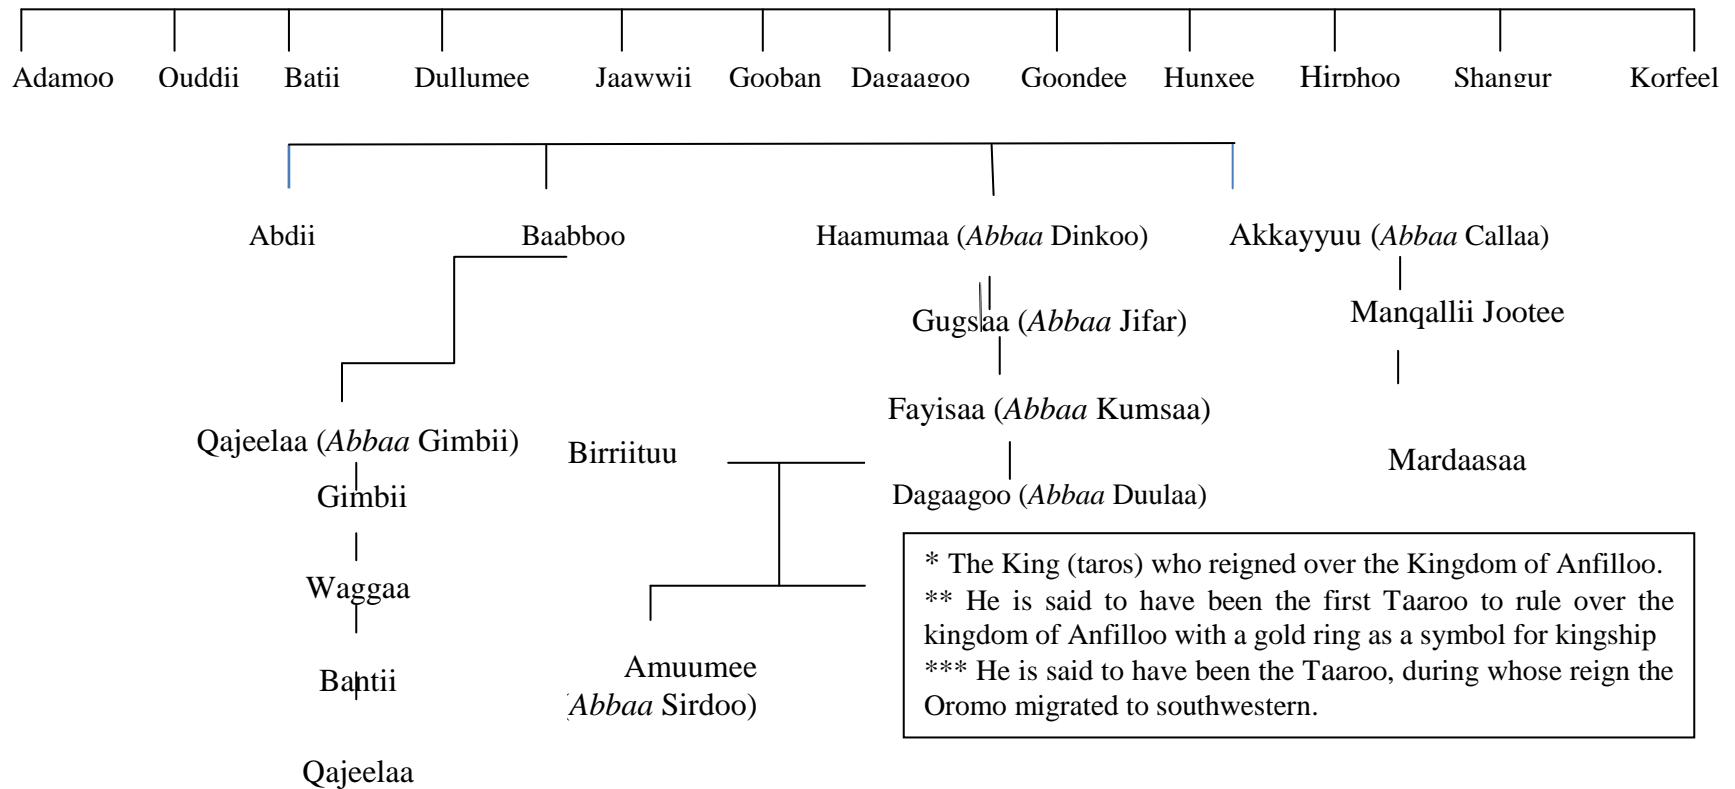 Adamoo Ouddii Batii Dullumee Jaawwii Gooban Dagaagoo Goondee Hunxee Hirphoo Shangur Korfeel
Abdii Baabboo Haamumaa (Abbaa Dinkoo) Akkayyuu (Abbaa Callaa)
Gugsaa (Abbaa Jifar) Manqallii Jootee
Fayisaa (Abbaa Kumsaa)
Qajeelaa (Abbaa Gimbii) Birriituu Mardaasaa
Gimbii Dagaagoo (Abbaa Duulaa)
* The King (taros) who reigned over the Kingdom of Anfilloo.
** He is said to have been the first Taaroo to rule over the
kingdom of Anfilloo with a gold ring as a symbol for kingship
*** He is said to have been the Taaroo, during whose reign the
Oromo migrated to southwestern.
Waggaa
Bantii Amuumee
(Abbaa Sirdoo)
Qajeelaa